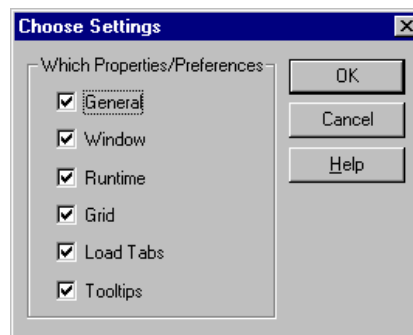 Choose Settings
Which Properties/Preferences
General
Window
Runtime
Grid
Load Tabs
Tooltips
OK
Cancel
Help